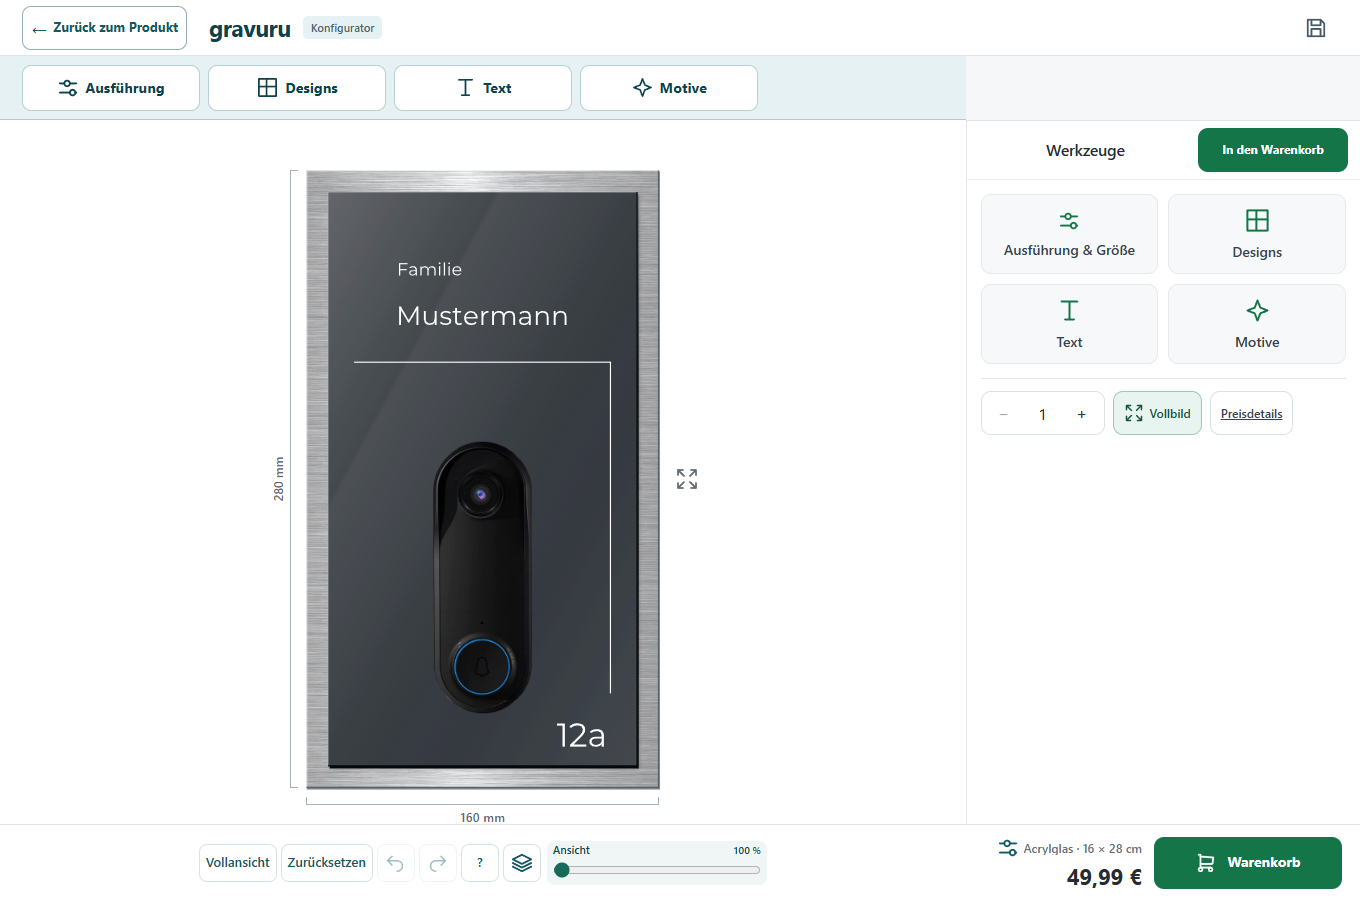 ← Zurück zum Produkt
gravuru
Konfigurator
Ausführung
Designs
Text
Motive
Werkzeuge
In den Warenkorb
Ausführung & Größe
Designs
Text
Motive
− 1 +
Vollbild
Preisdetails
Familie
Mustermann
12a
280 mm
160 mm
Vollansicht
Zurücksetzen
?
Ansicht
100 %
Acrylglas · 16 × 28 cm
49,99 €
Warenkorb